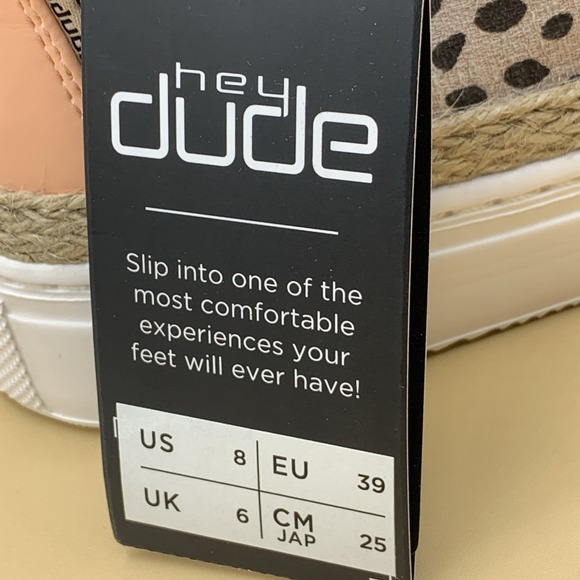 hey
dude
Slip into one of the
most comfortable
experiences your
feet will ever have!
US 8 EU 39
UK 6 CM JAP 25